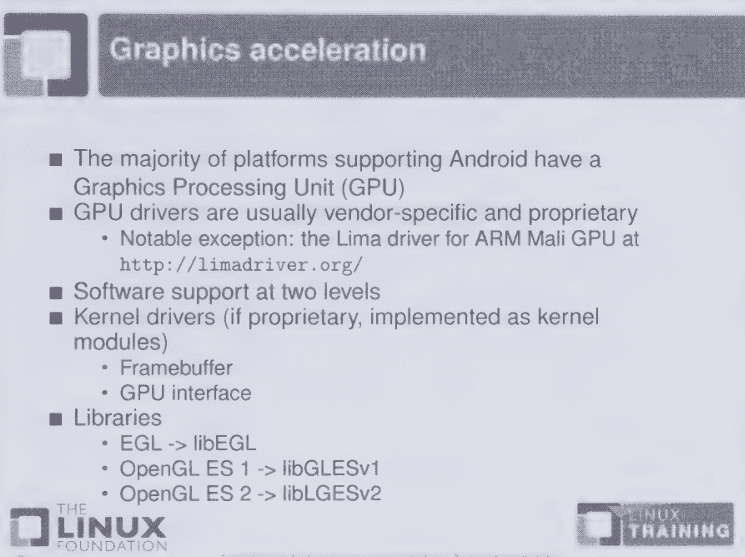 Graphics acceleration
■ The majority of platforms supporting Android have a
Graphics Processing Unit (GPU)
■ GPU drivers are usually vendor-specific and proprietary
• Notable exception: the Lima driver for ARM Mali GPU at
http://limadriver.org/
■ Software support at two levels
■ Kernel drivers (if proprietary, implemented as kernel
modules)
• Framebuffer
• GPU interface
■ Libraries
• EGL -> libEGL
• OpenGL ES 1 -> libGLESv1
• OpenGL ES 2 -> libLGESv2
THE
LINUX
FOUNDATION
LINUX
TRAINING